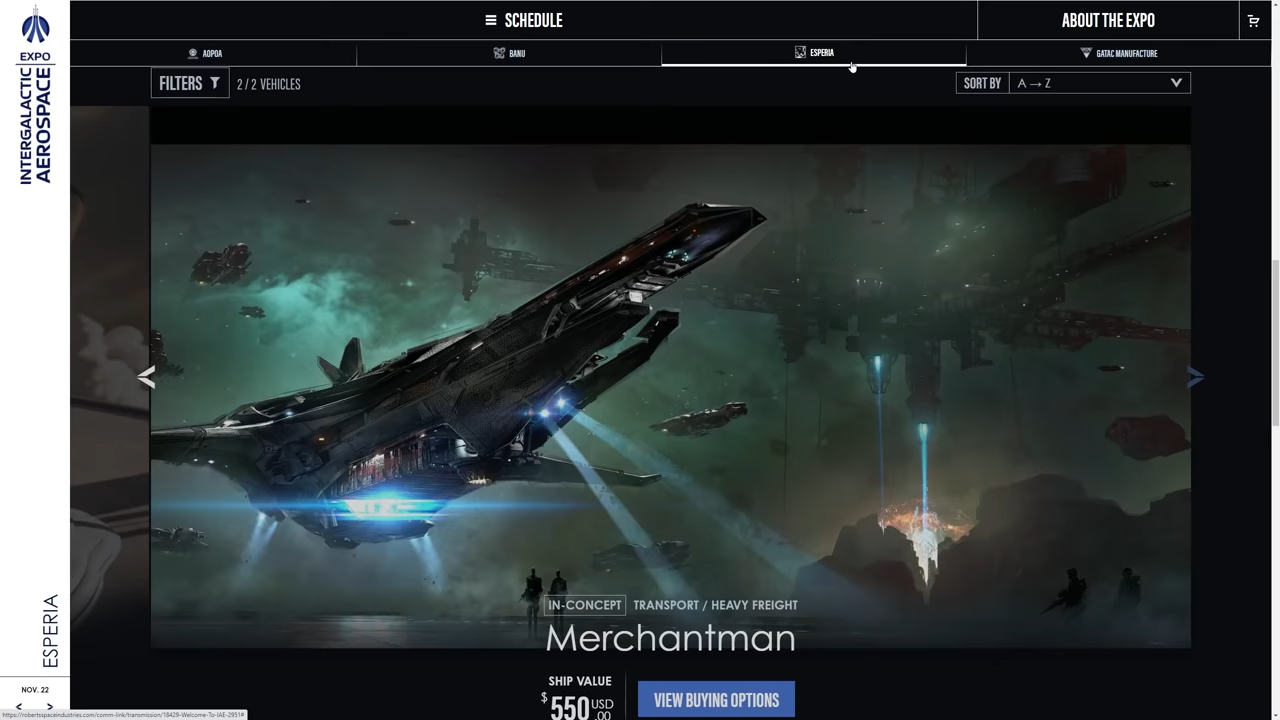 EXPO
INTERGALACTIC
AEROSPACE
SCHEDULE
ABOUT THE EXPO
AOPOA
BANU
ESPERIA
GATAC MANUFACTURE
FILTERS
2 / 2 VEHICLES
SORT BY
A → Z
IN-CONCEPT
TRANSPORT / HEAVY FREIGHT
Merchantman
SHIP VALUE
$ 550 USD .00
VIEW BUYING OPTIONS
ESPERIA
NOV. 22
https://robertsspaceindustries.com/comm-link/transmission/18429-Welcome-To-IAE-2951#